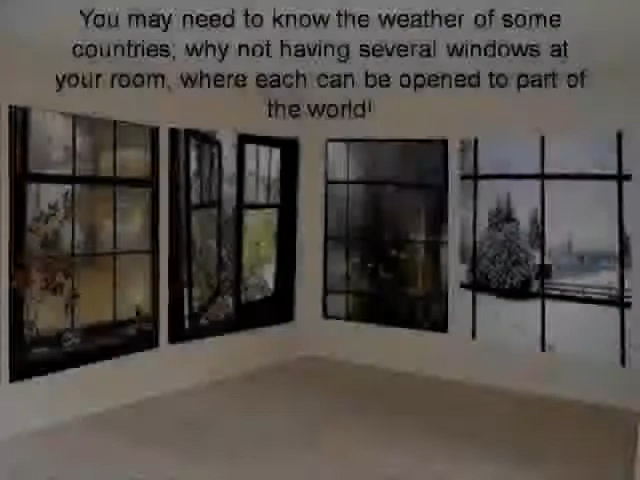 You may need to know the weather of some
countries; why not having several windows at
your room, where each can be opened to part of
the world!